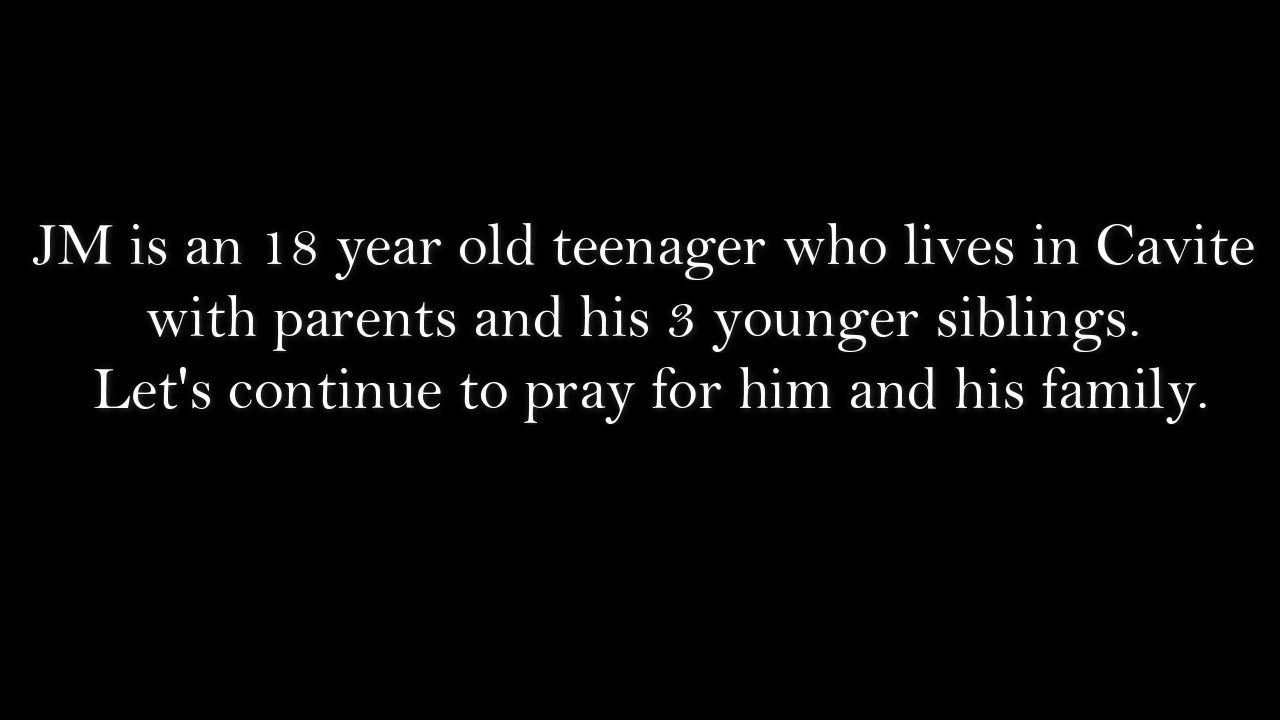 JM is an 18 year old teenager who lives in Cavite
with parents and his 3 younger siblings.
Let's continue to pray for him and his family.